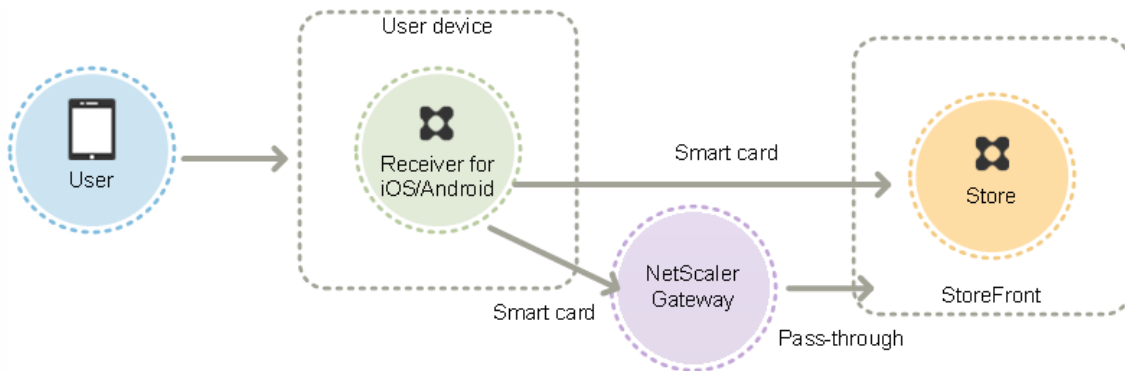 User device
User
Receiver for
iOS/Android
Smart card
Store
NetScaler
Gateway
Smart card
StoreFront
Pass-through